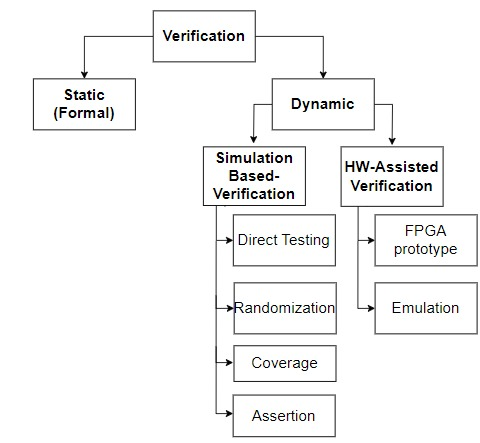 Verification
Static
(Formal)
Dynamic
Simulation
Based-
Verification
HW-Assisted
Verification
Direct Testing
FPGA
prototype
Randomization
Emulation
Coverage
Assertion